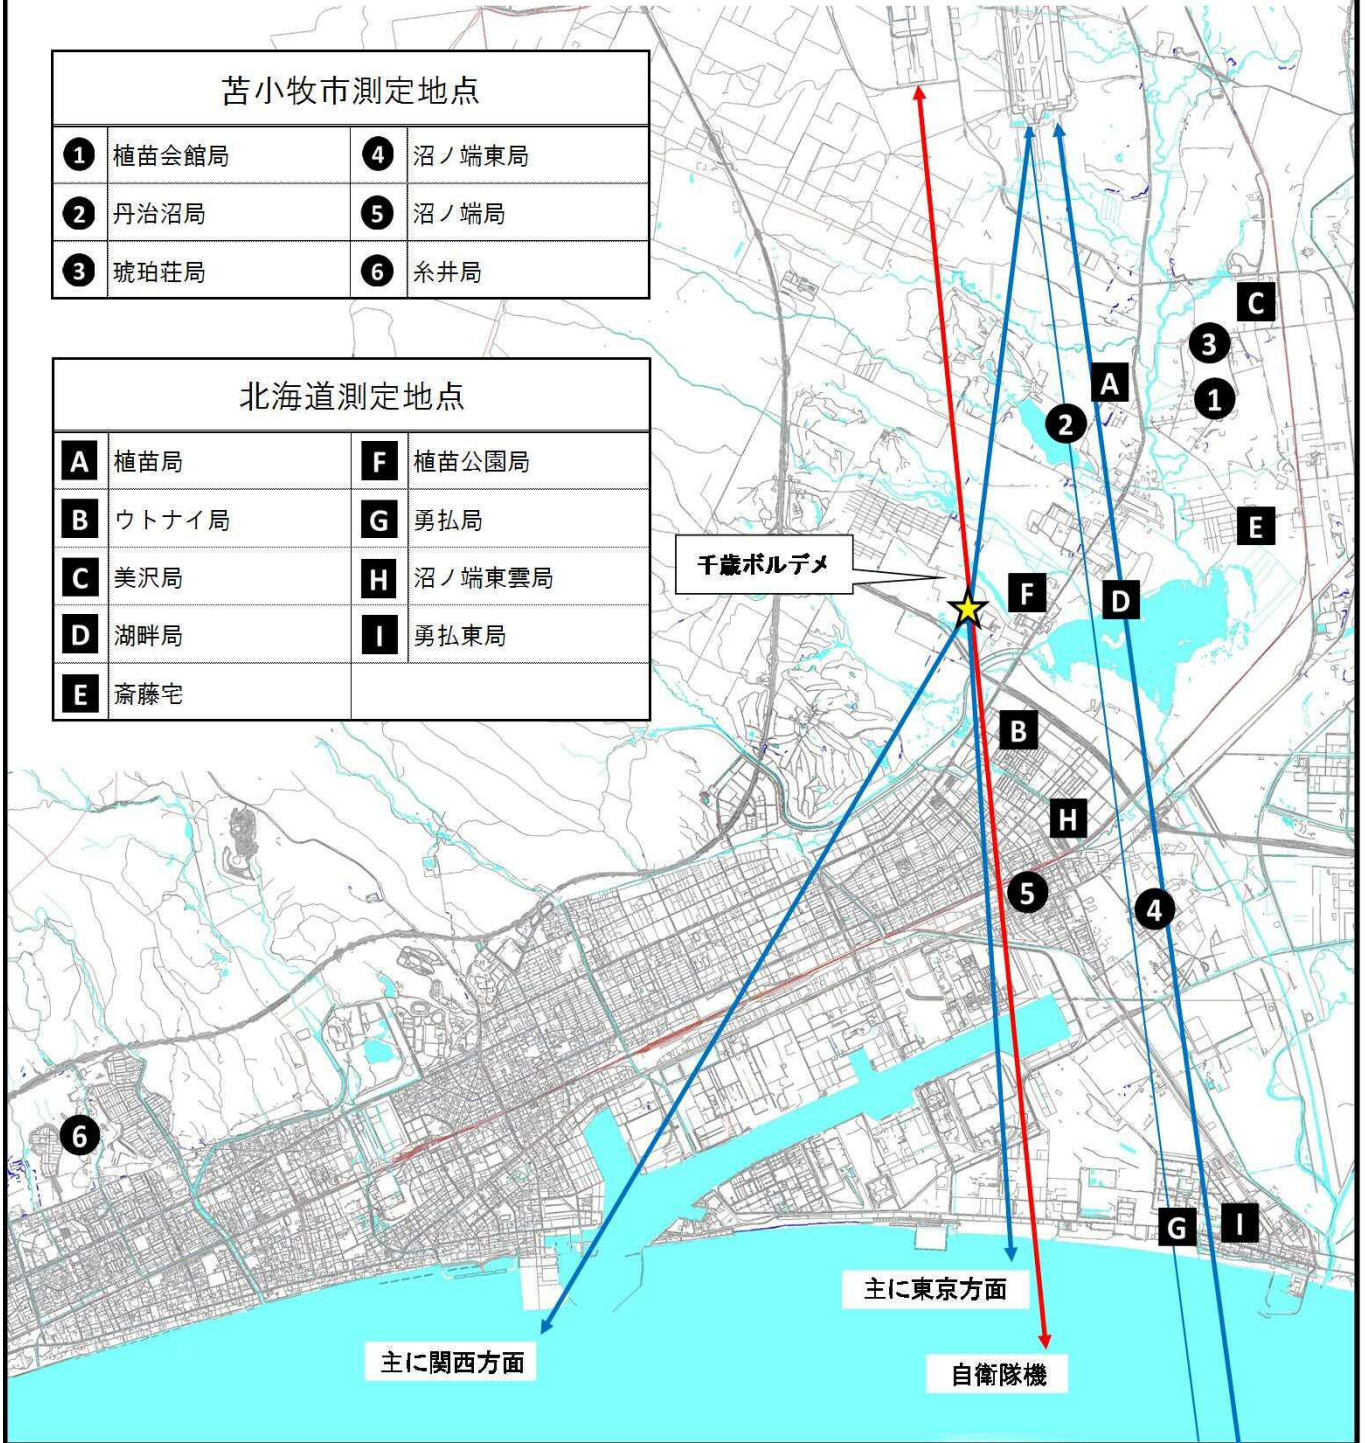 苫小牧市測定地点
1 植苗会館局 4 沼ノ端東局
2 丹治沼局 5 沼ノ端局
3 琥珀荘局 6 糸井局
北海道測定地点
A 植苗局 F 植苗公園局
B ウトナイ局 G 勇払局
C 美沢局 H 沼ノ端東雲局
D 湖畔局 I 勇払東局
E 斎藤宅
C
3
A
1
2
E
千歳ボルデメ
F
D
B
H
5
4
6
G
I
主に東京方面
主に関西方面
自衛隊機